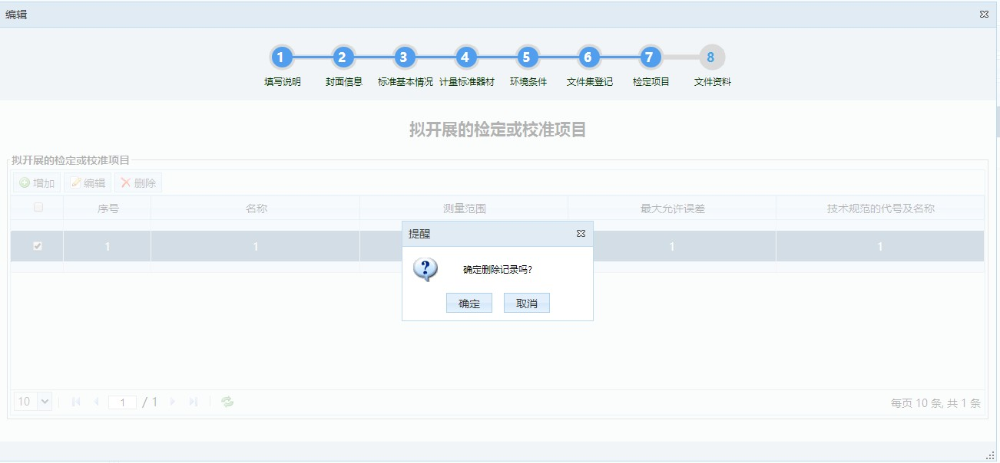 编辑
1 2 3 4 5 6 7 8
填写说明 封面信息 标准基本情况 计量标准器材 环境条件 文件集登记 检定项目 文件资料
拟开展的检定或校准项目
拟开展的检定或校准项目
增加 编辑 删除
序号 名称 测量范围 最大允许误差 技术规范的代号及名称
1 1 1 1
提醒
确定删除记录吗?
确定 取消
10 1 / 1 每页 10 条, 共 1 条